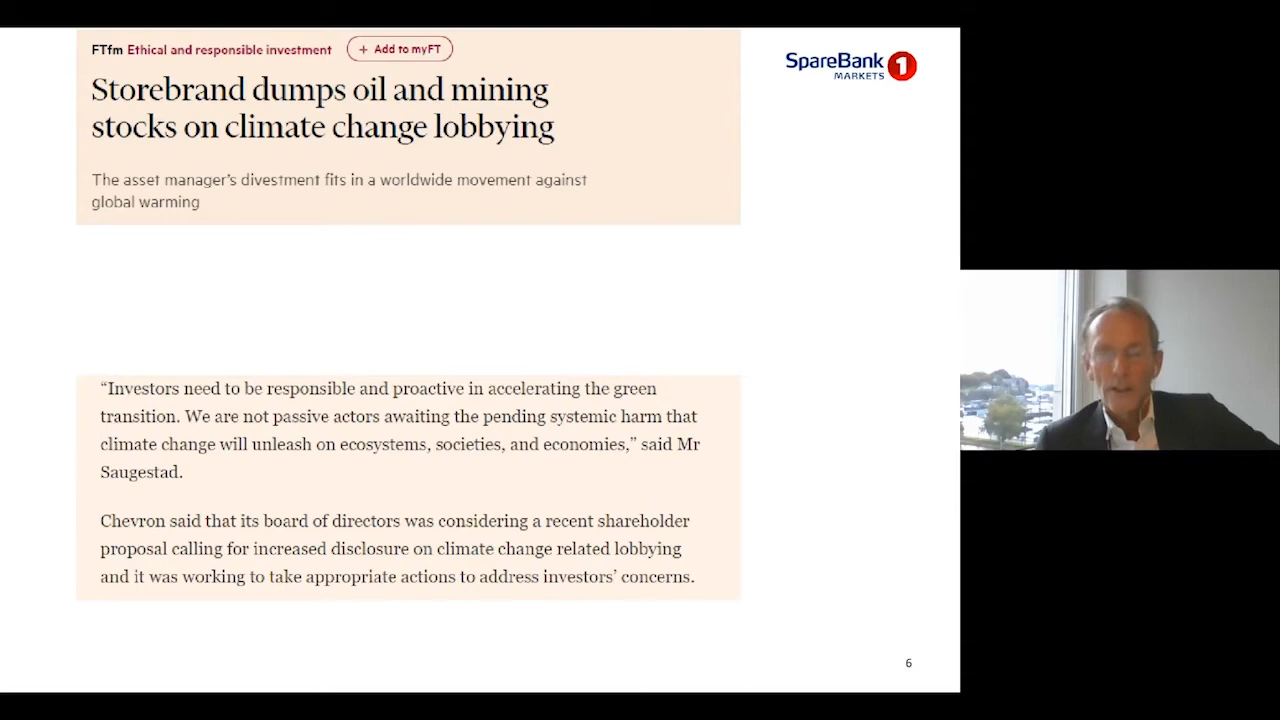 FTfm Ethical and responsible investment + Add to myFT
Storebrand dumps oil and mining
stocks on climate change lobbying
The asset manager's divestment fits in a worldwide movement against
global warming
SpareBank 1
MARKETS
“Investors need to be responsible and proactive in accelerating the green
transition. We are not passive actors awaiting the pending systemic harm that
climate change will unleash on ecosystems, societies, and economies,” said Mr
Saugestad.
Chevron said that its board of directors was considering a recent shareholder
proposal calling for increased disclosure on climate change related lobbying
and it was working to take appropriate actions to address investors’ concerns.
6